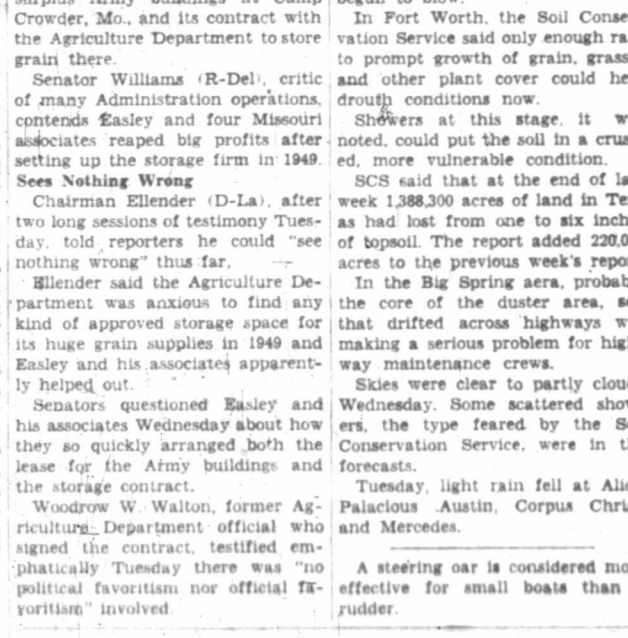 surplus Army buildings at Camp
Crowder, Mo., and its contract with
the Agriculture Department to store
grain there.
Senator Williams (R-Del), critic
of many Administration operations,
contends Easley and four Missouri
associates reaped big profits after
setting up the storage firm in 1949.
Sees Nothing Wrong
Chairman Ellender (D-La), after
two long sessions of testimony Tues-
day, told reporters he could "see
nothing wrong" thus far.
Ellender said the Agriculture De-
partment was anxious to find any
kind of approved storage space for
its huge grain supplies in 1949 and
Easley and his associates apparent-
ly helped out.
Senators questioned Easley and
his associates Wednesday about how
they so quickly arranged both the
lease for the Army buildings and
the storage contract.
Woodrow W. Walton, former Ag-
riculture Department official who
signed the contract, testified em-
phatically Tuesday there was "no
political favoritism nor official fa-
voritism" involved.
begun to blow.
In Fort Worth, the Soil Conse
vation Service said only enough ra
to prompt growth of grain, grass
and other plant cover could he
drouth conditions now.
Showers at this stage, it w
noted, could put the soil in a crus
ed, more vulnerable condition.
SCS said that at the end of la
week 1,388,300 acres of land in Te
as had lost from one to six inch
of topsoil. The report added 220,0
acres to the previous week's repor
In the Big Spring aera, probab
the core of the duster area, s
that drifted across highways w
making a serious problem for hig
way maintenance crews.
Skies were clear to partly clou
Wednesday. Some scattered show
ers, the type feared by the S
Conservation Service, were in t
forecasts.
Tuesday, light rain fell at Alic
Palacious Austin, Corpus Chri
and Mercedes.
A steering oar is considered mo
effective for small boats than
rudder.